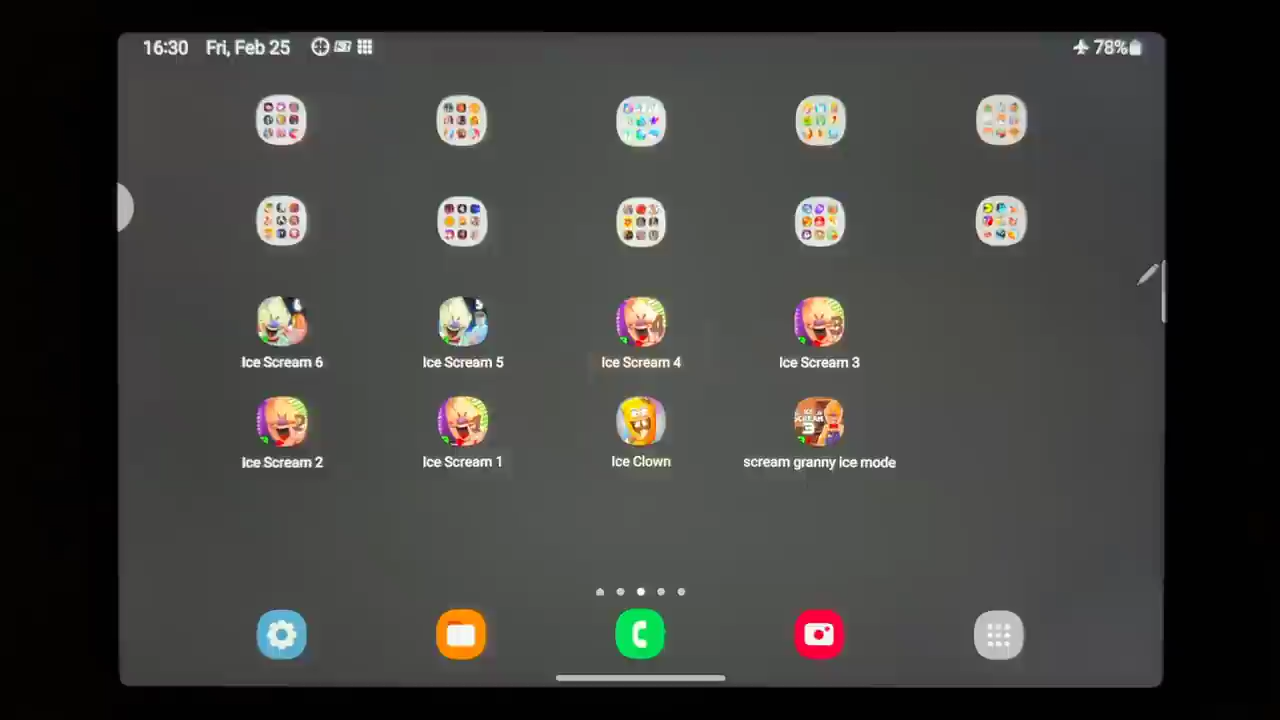 16:30 Fri, Feb 25 78%
Ice Scream 6 Ice Scream 5 Ice Scream 4 Ice Scream 3
Ice Scream 2 Ice Scream 1 Ice Clown scream granny ice mode